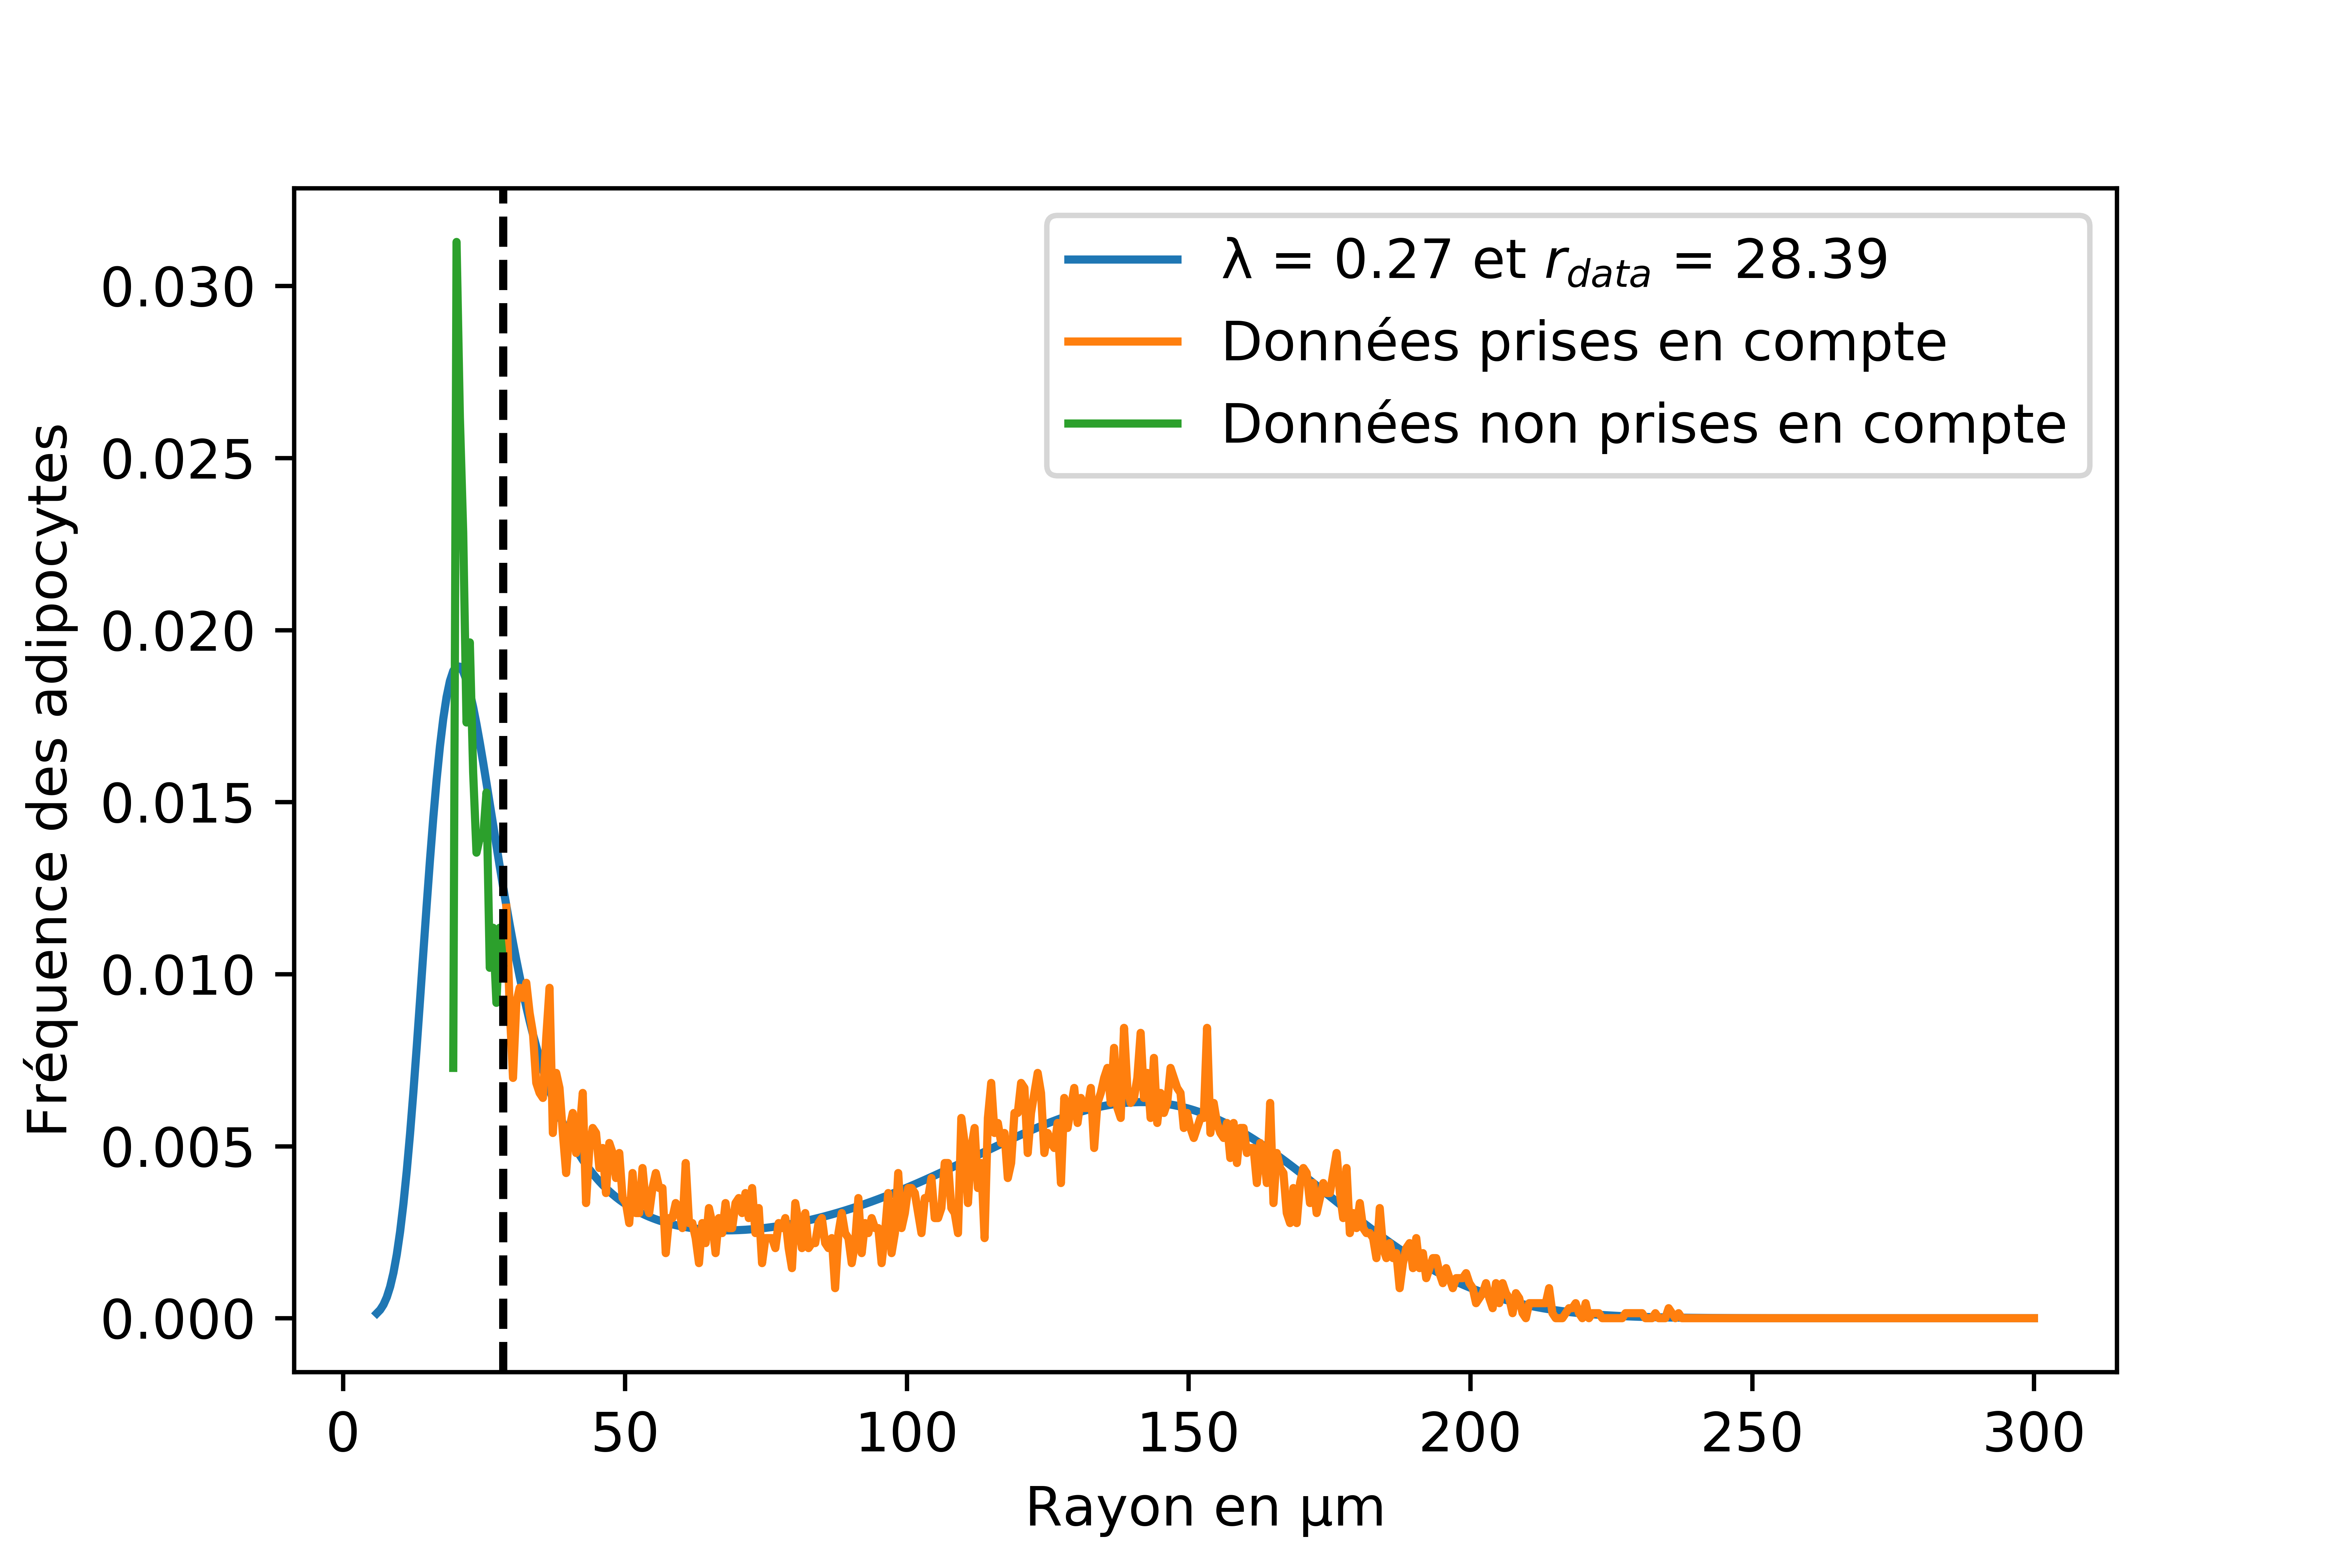 λ = 0.27 et r_data = 28.39
Données prises en compte
Données non prises en compte
Fréquence des adipocytes
0.030
0.025
0.020
0.015
0.010
0.005
0.000
0 50 100 150 200 250 300
Rayon en µm